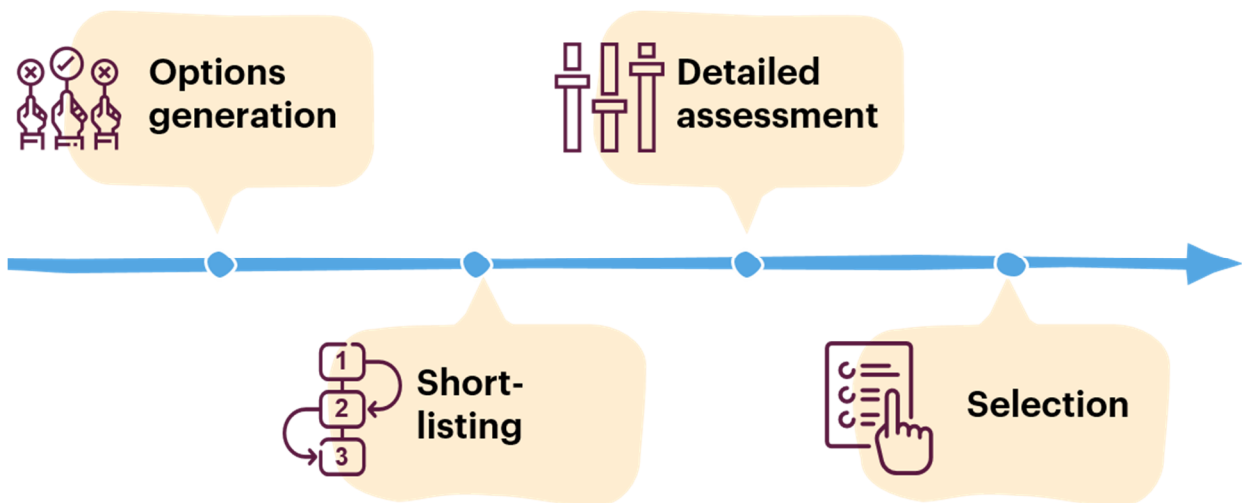 Options
generation
Detailed
assessment
1
2
3
Short-
listing
Selection